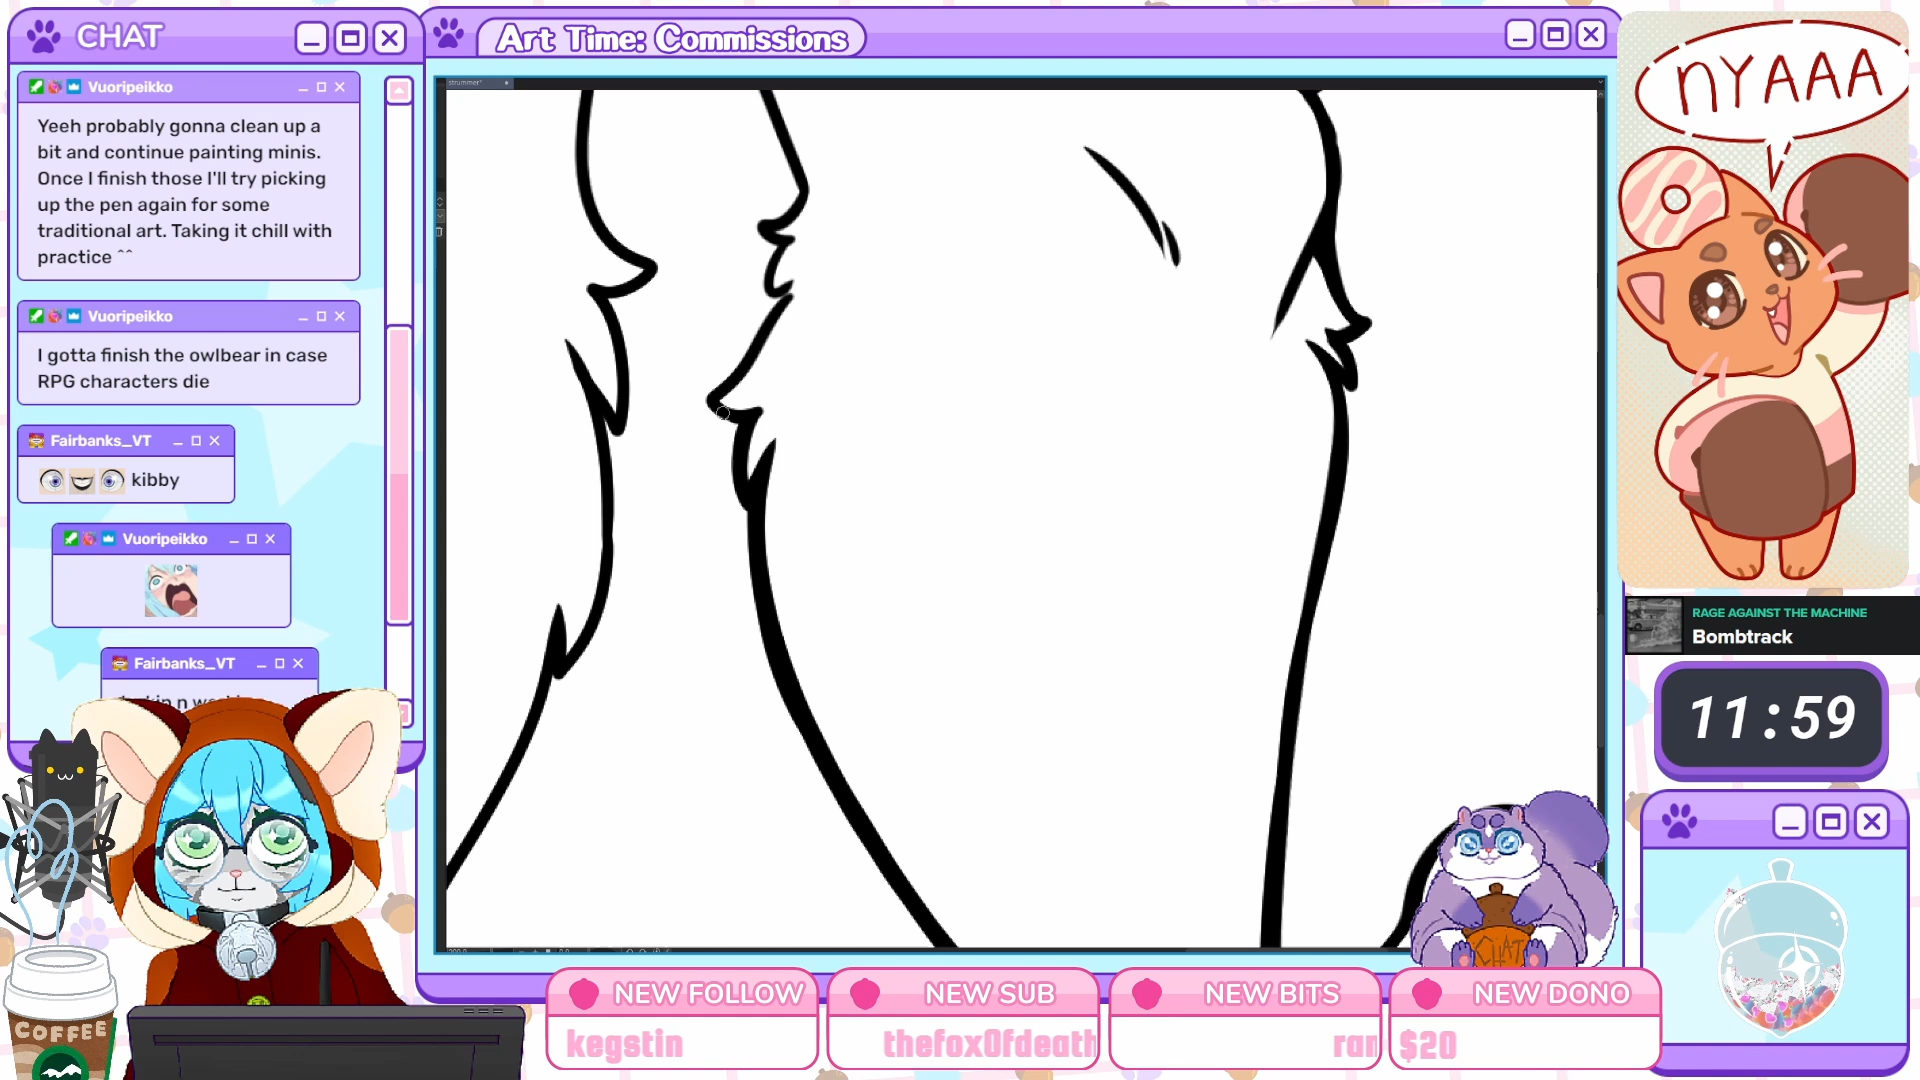 CHAT
Vuoripeikko
Yeeh probably gonna clean up a
bit and continue painting minis.
Once I finish those I'll try picking
up the pen again for some
traditional art. Taking it chill with
practice ^^
Vuoripeikko
I gotta finish the owlbear in case
RPG characters die
Fairbanks_VT
kibby
Vuoripeikko
Fairbanks_VT
COFFEE
Art Time: Commissions
strummer*
CHAT
NYAAA
RAGE AGAINST THE MACHINE
Bombtrack
11:59
NEW FOLLOW
kegstin
NEW SUB
thefox0fdeath
NEW BITS
ran
NEW DONO
$20